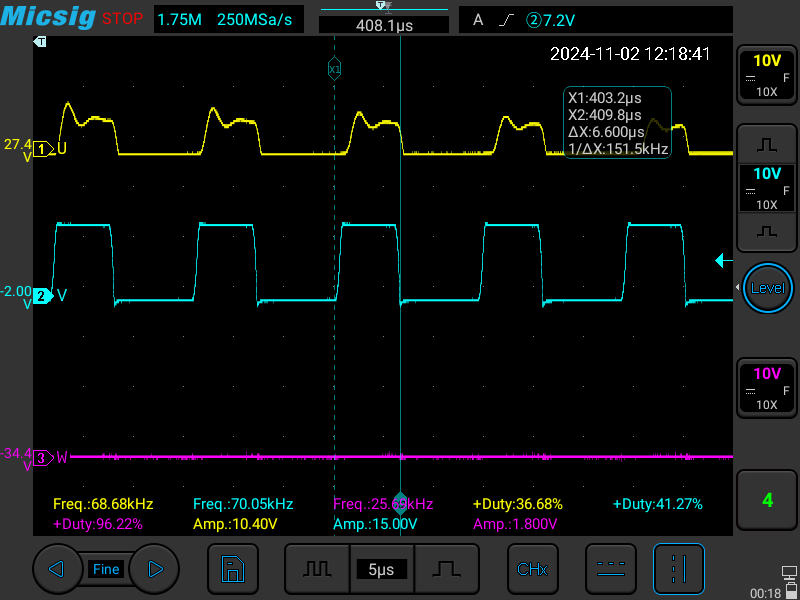 Micsig STOP 1.75M 250MSa/s 408.1μs A ②7.2V
T
2024-11-02 12:18:41
10V
F
10X
X1
X1:403.2μs
X2:409.8μs
ΔX:6.600μs
1/ΔX:151.5kHz
27.4 V 1 U
10V
F
10X
-2.00 V 2 V
Level
10V
F
10X
-34.4 V 3 W
Freq.:68.68kHz Freq.:70.05kHz +Duty:36.68% +Duty:41.27%
+Duty:96.22% Amp.:10.40V Amp.:15.00V Amp.:1.800V
4
Fine 5μs CHx
00:18